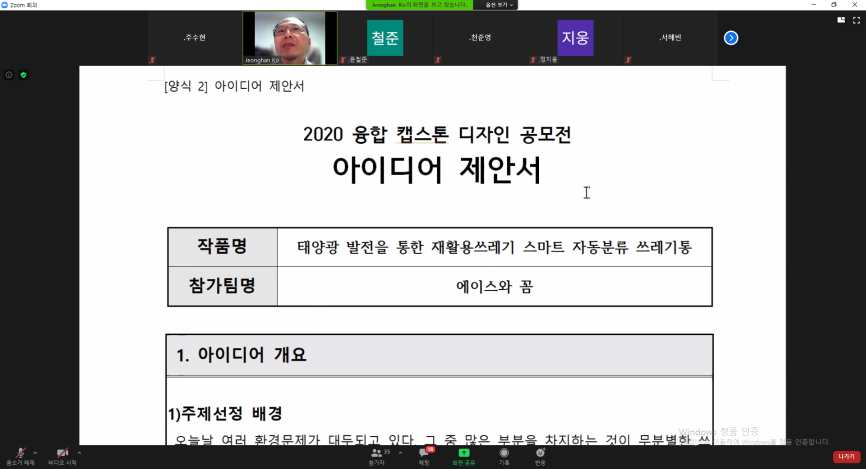 Zoom 회의
Jeonghan Ko의 화면을 보고 있습니다.
옵션 보기
.주수현
Jeonghan Ko
철준
.윤철준
.천준영
지웅
.정지웅
.서혜빈
[양식 2] 아이디어 제안서
2020 융합 캡스톤 디자인 공모전
아이디어 제안서
작품명
태양광 발전을 통한 재활용쓰레기 스마트 자동분류 쓰레기통
참가팀명
에이스와 꼼
1. 아이디어 개요
1)주제선정 배경
오늘날 여러 환경문제가 대두되고 있다. 그 중 많은 부분을 차지하는 것이 무분별한 쓰
Windows 정품 인증
이동하여 Windows를 정품 인증합니다.
음소거 해제
비디오 시작
35
참가자
채팅
화면 공유
기록
반응
나가기